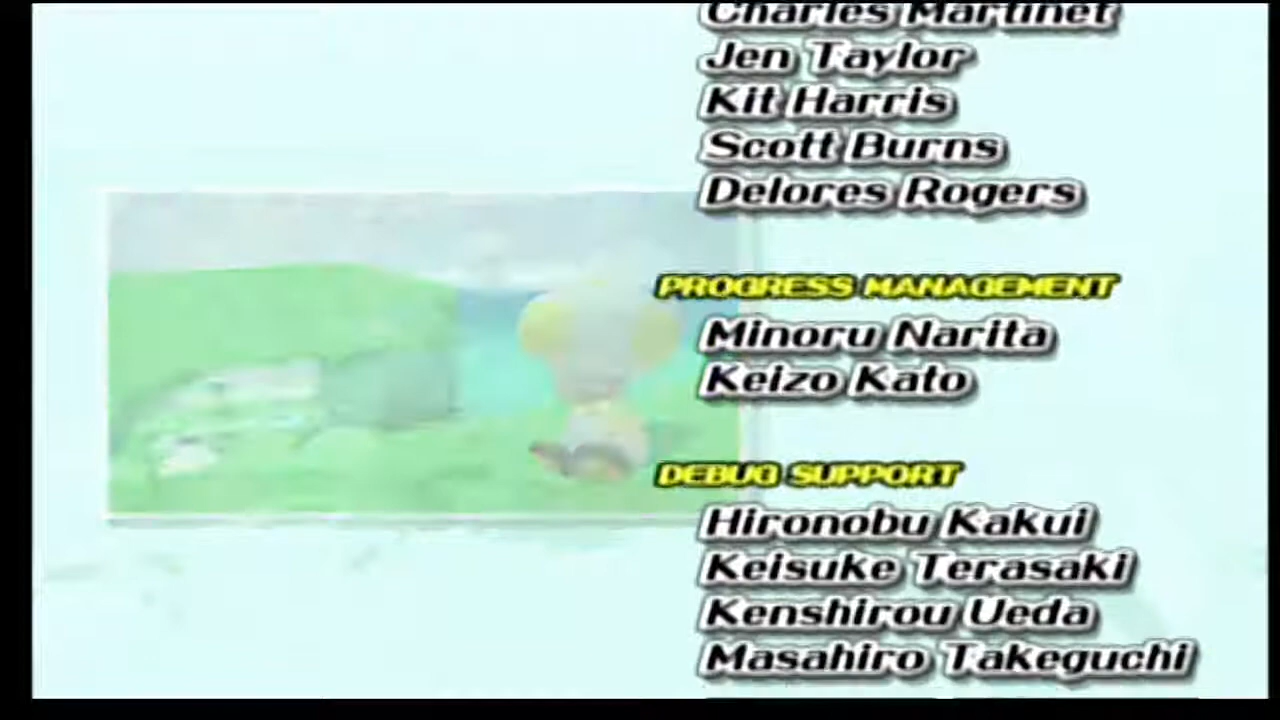 Charles Martinet
Jen Taylor
Kit Harris
Scott Burns
Delores Rogers
PROGRESS MANAGEMENT
Minoru Narita
Keizo Kato
DEBUG SUPPORT
Hironobu Kakui
Keisuke Terasaki
Kenshirou Ueda
Masahiro Takeguchi